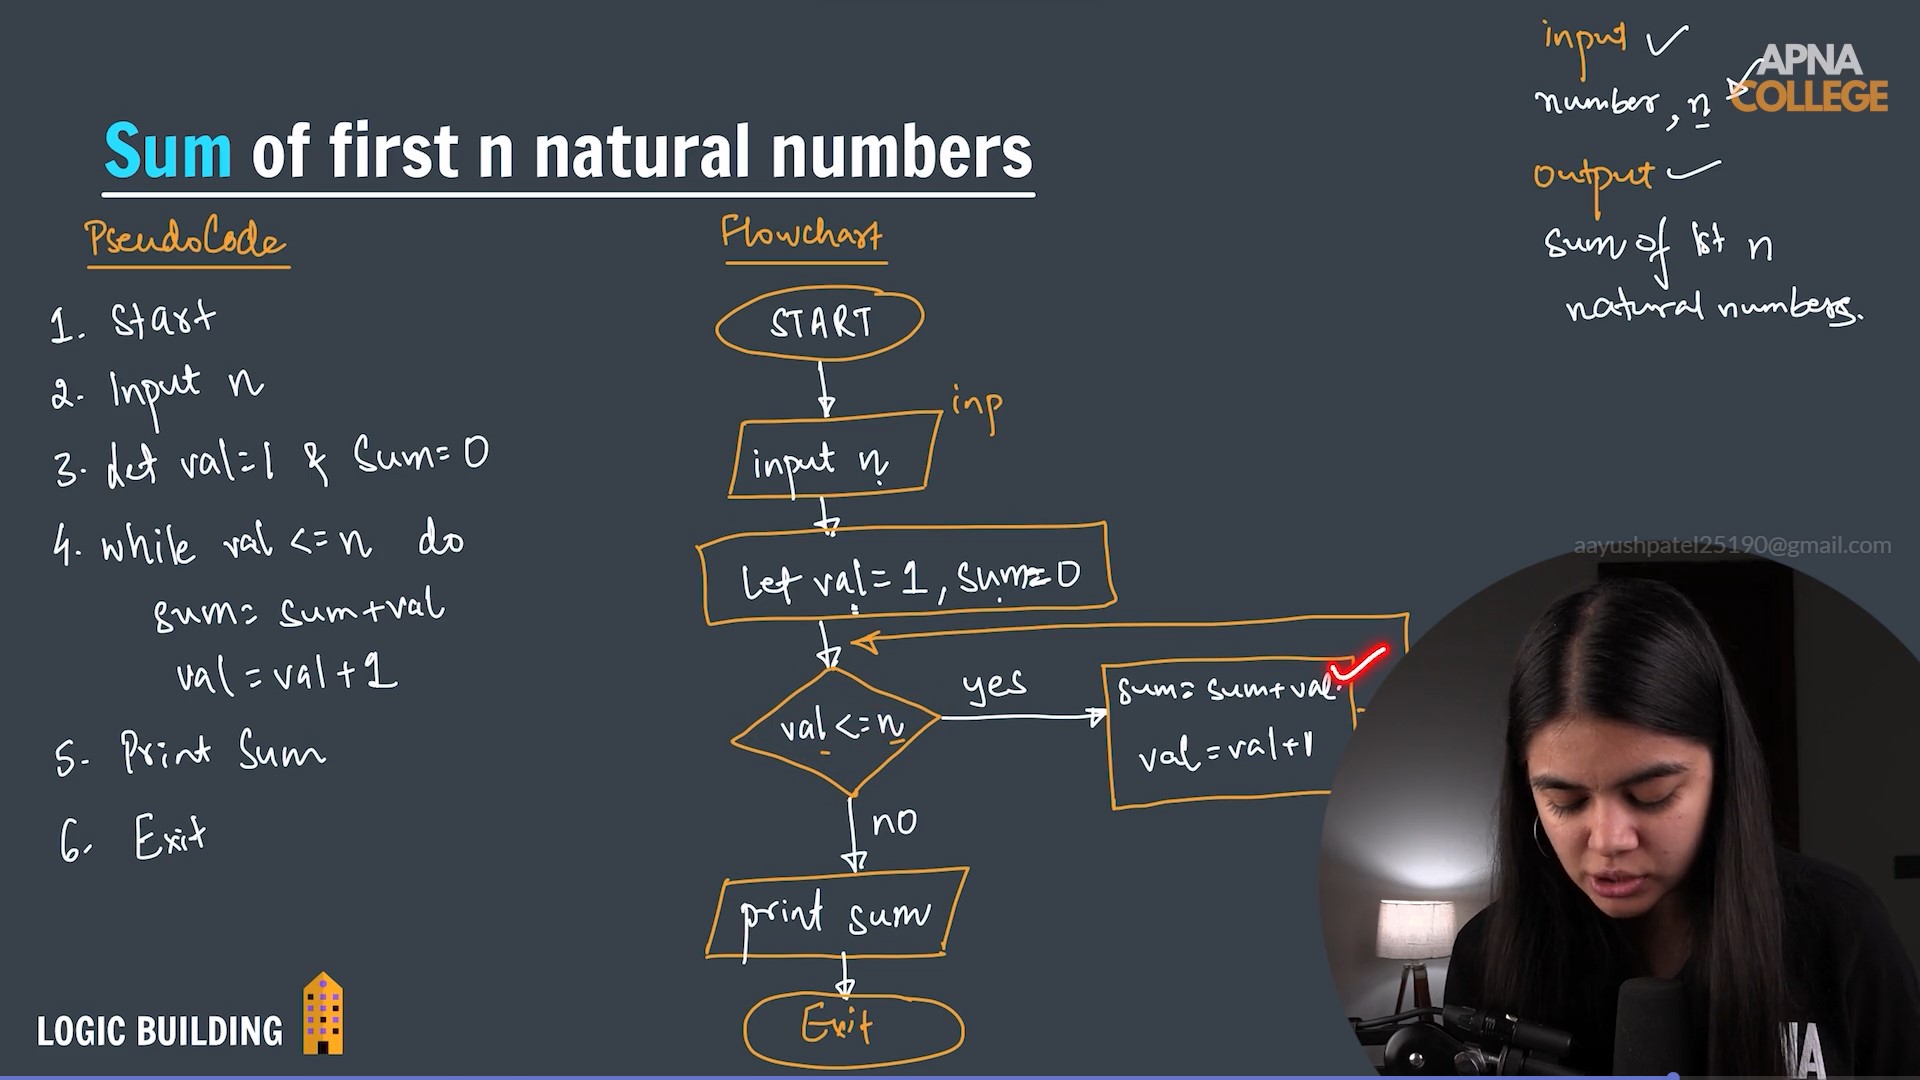 input
number, n
APNA
COLLEGE
output
sum of 1st n
natural numbers.
Sum of first n natural numbers
PseudoCode
1. Start
2. Input n
3. Let val=1 & Sum=0
4. while val <=n do
sum= sum+val
val = val+1
5. Print Sum
6. Exit
Flowchart
START
inp
input n
Let val=1, sum=0
val <=n
yes
sum= sum+val
val=val+1
no
print sum
Exit
aayushpatel25190@gmail.com
LOGIC BUILDING